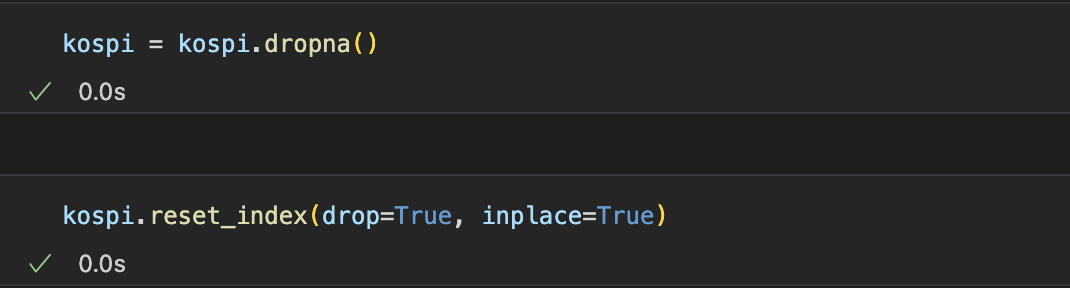 kospi = kospi.dropna()
0.0s
kospi.reset_index(drop=True, inplace=True)
0.0s